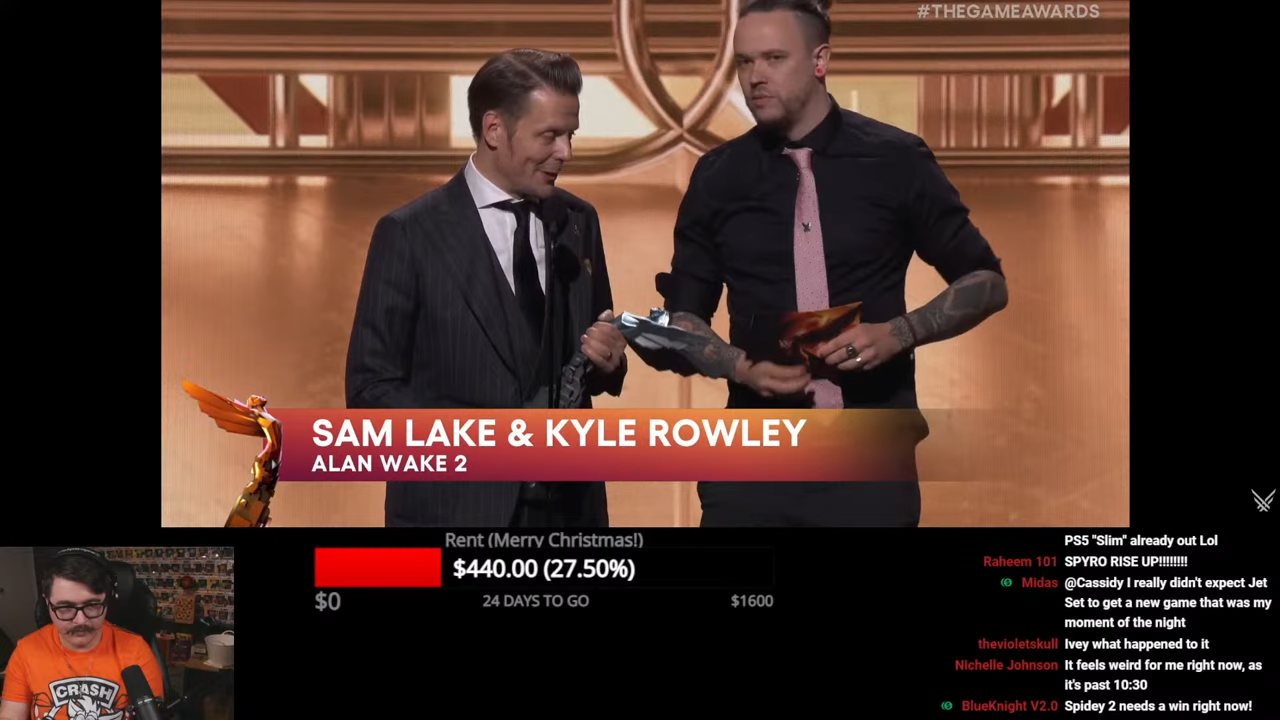 #THEGAMEAWARDS
SAM LAKE & KYLE ROWLEY
ALAN WAKE 2
Rent (Merry Christmas!)
$440.00 (27.50%)
$0
24 DAYS TO GO
$1600
CRASH
PS5 "Slim" already out Lol
Raheem 101 SPYRO RISE UP!!!!!!!!
Midas @Cassidy I really didn't expect Jet
Set to get a new game that was my
moment of the night
thevioletskull Ivey what happened to it
Nichelle Johnson It feels weird for me right now, as
it's past 10:30
BlueKnight V2.0 Spidey 2 needs a win right now!